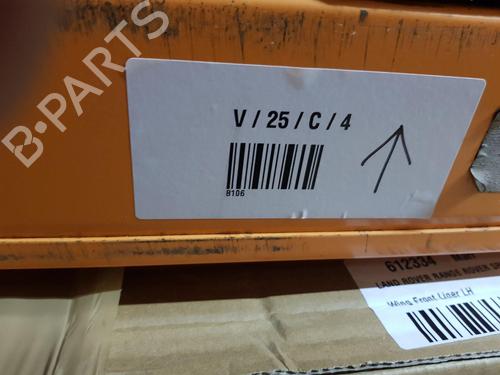 B-PARTS
V / 25 / C / 4
8106
612334
LAND ROVER RANGE ROVER
Wing Front Liner LH